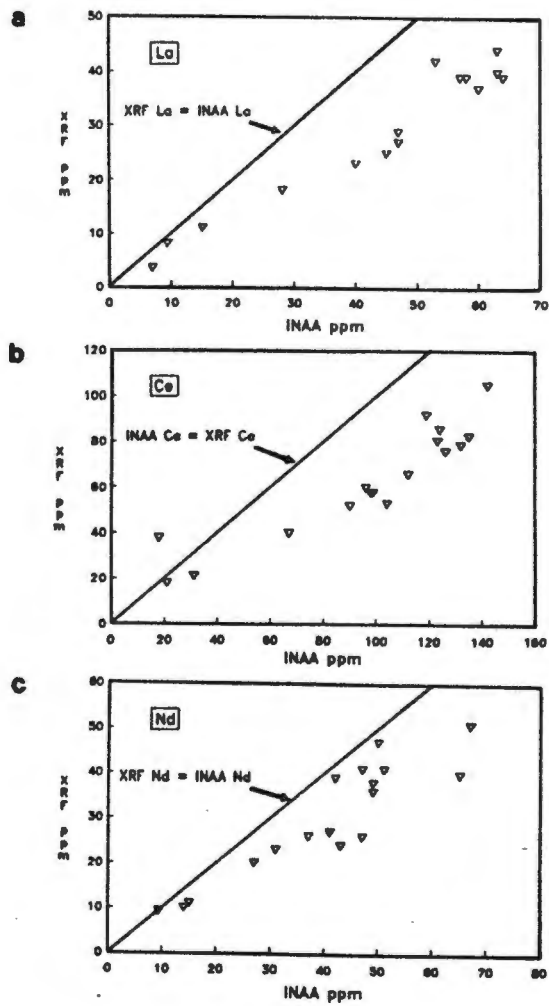 a
50
40
30
20
10
0
XRF ppm
La
XRF La = INAA La
0 10 20 30 40 50 60 70
INAA ppm
b
120
100
80
60
40
20
0
XRF ppm
Ce
INAA Ce = XRF Ce
0 20 40 60 80 100 120 140 160
INAA ppm
c
60
50
40
30
20
10
0
XRF ppm
Nd
XRF Nd = INAA Nd
0 10 20 30 40 50 60 70 80
INAA ppm